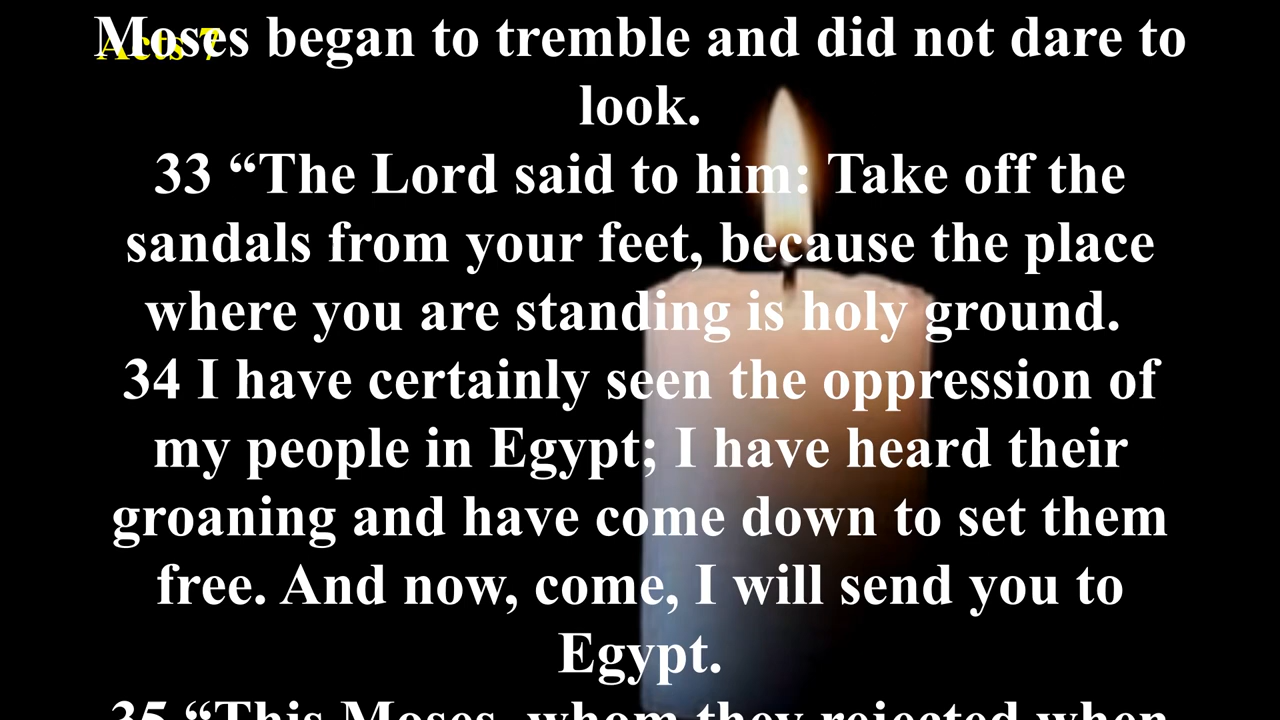 Acts 7
Moses began to tremble and did not dare to
look.
33 “The Lord said to him: Take off the
sandals from your feet, because the place
where you are standing is holy ground.
34 I have certainly seen the oppression of
my people in Egypt; I have heard their
groaning and have come down to set them
free. And now, come, I will send you to
Egypt.
35 “This Moses, whom they rejected when